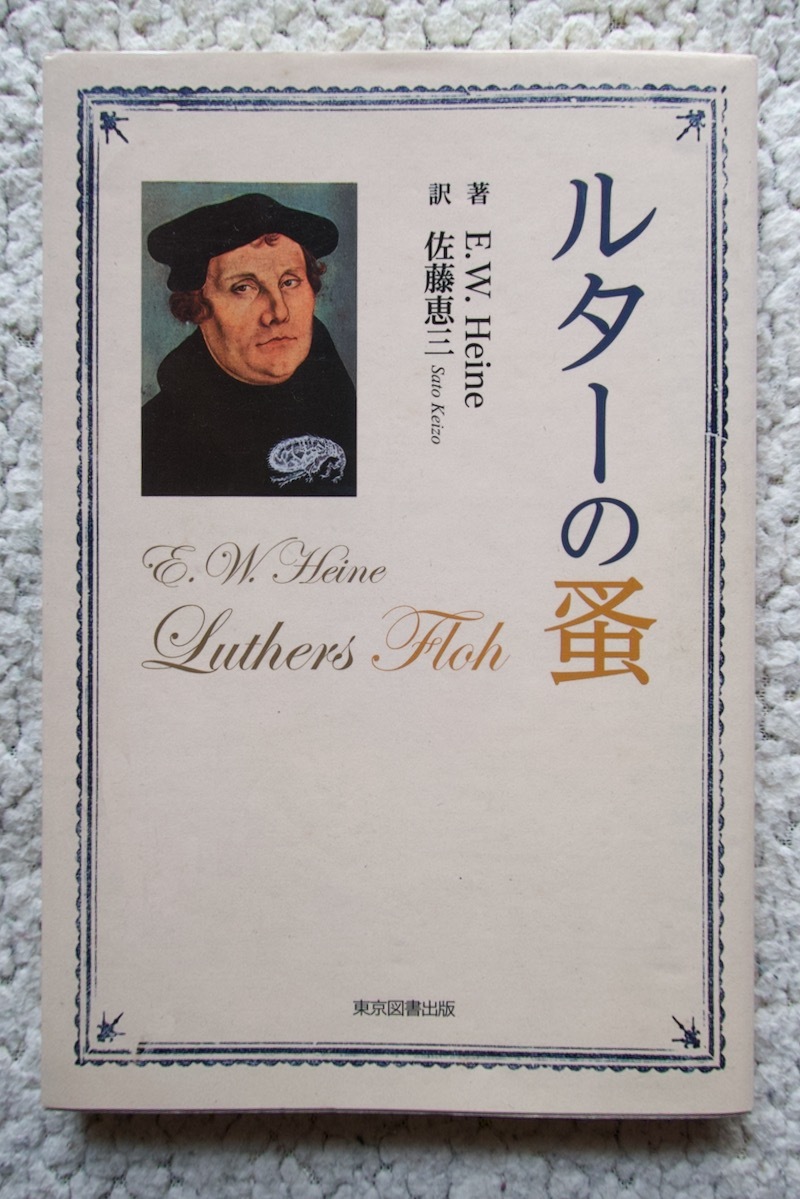 ルターの蚤
著 E.W. Heine
訳 佐藤恵三 Sato Keizo
E. W. Heine
Luthers Floh
東京図書出版